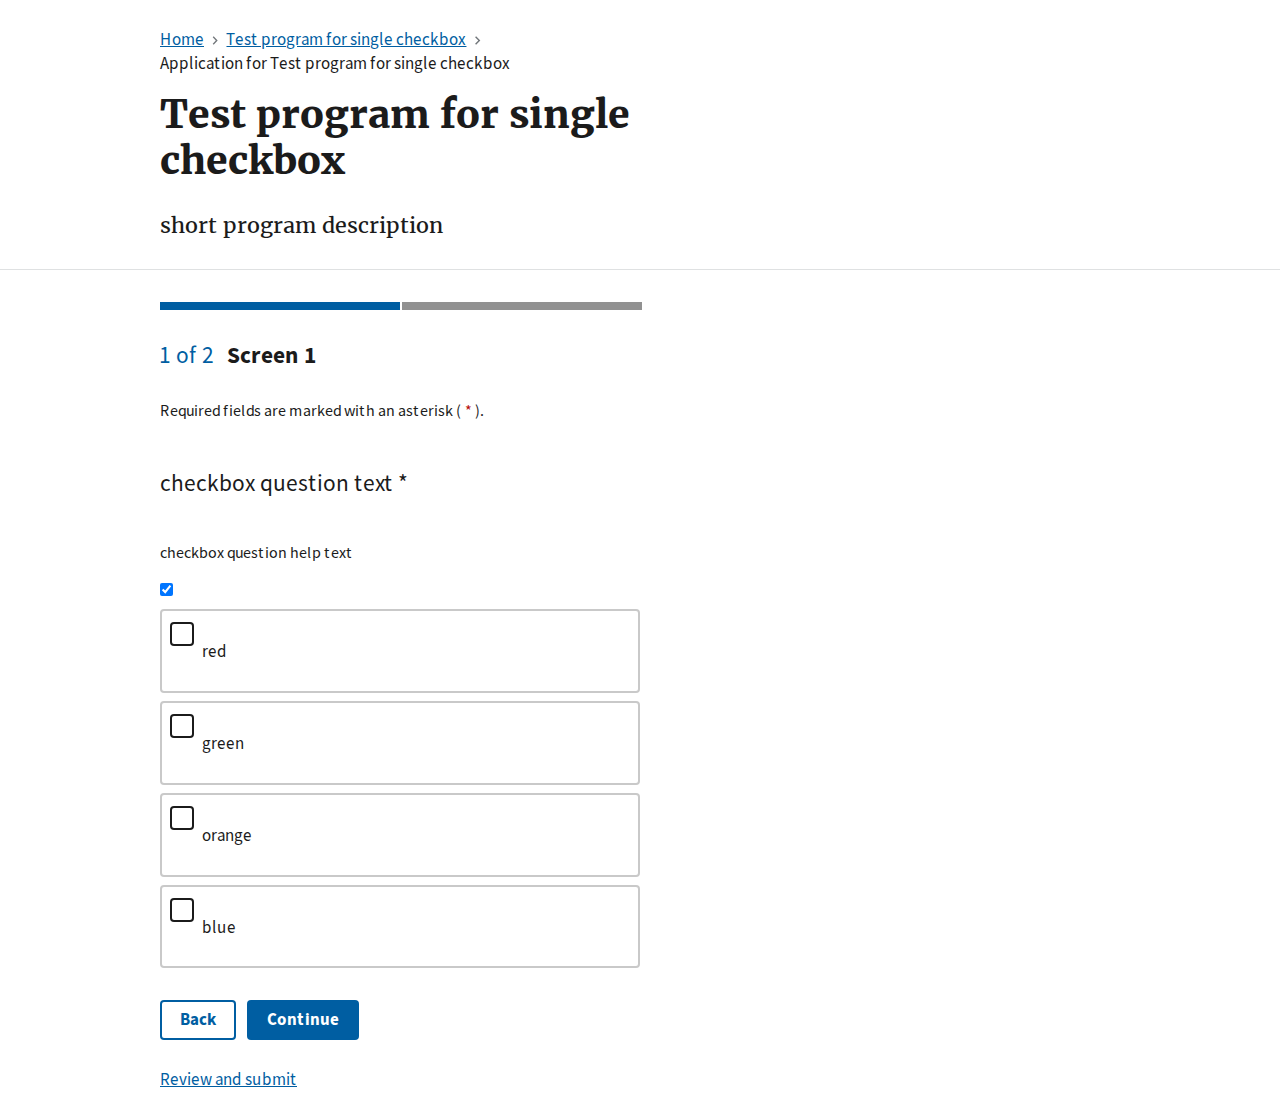 Home > Test program for single checkbox >
Application for Test program for single checkbox
Test program for single
checkbox
short program description
1 of 2 Screen 1
Required fields are marked with an asterisk ( * ).
checkbox question text *
checkbox question help text
red
green
orange
blue
Back Continue
Review and submit